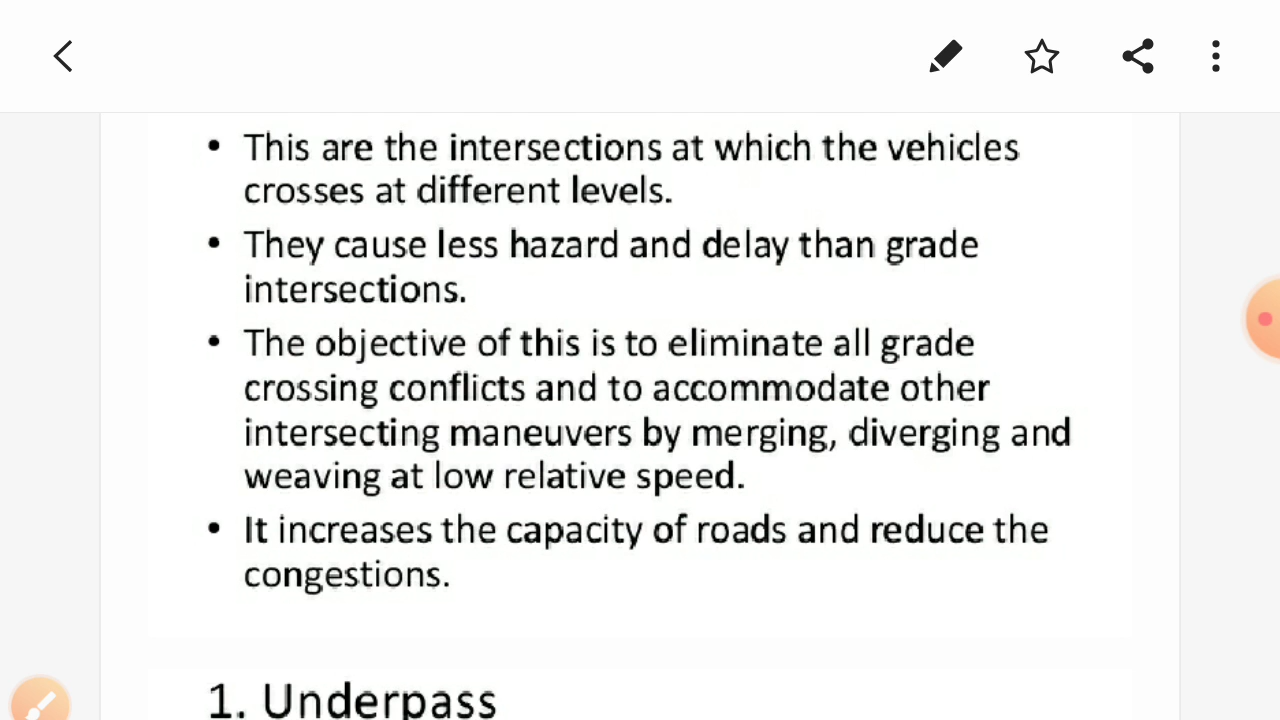 • This are the intersections at which the vehicles
crosses at different levels.
• They cause less hazard and delay than grade
intersections.
• The objective of this is to eliminate all grade
crossing conflicts and to accommodate other
intersecting maneuvers by merging, diverging and
weaving at low relative speed.
• It increases the capacity of roads and reduce the
congestions.
1. Underpass